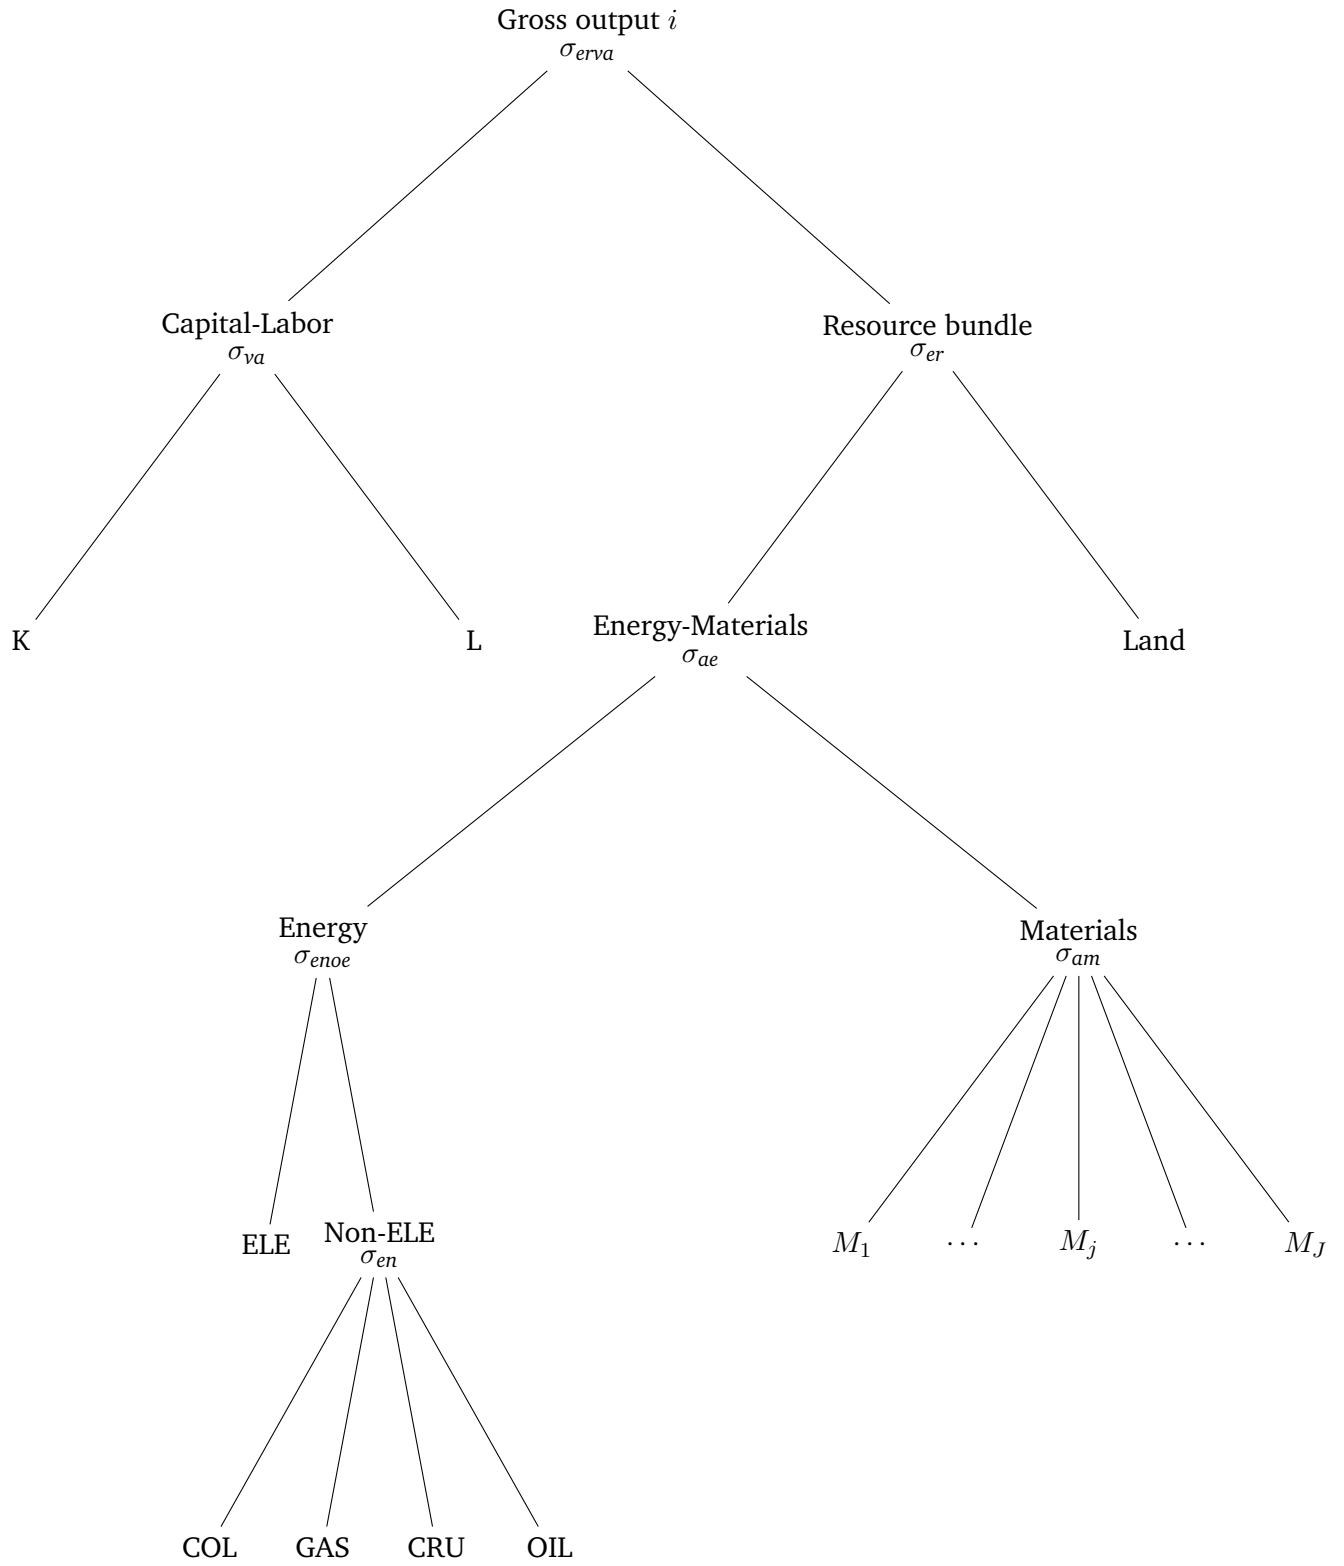 Gross output i
σ_erva
Capital-Labor
σ_va
Resource bundle
σ_er
K
L
Energy-Materials
σ_ae
Land
Energy
σ_enoe
Materials
σ_am
ELE
Non-ELE
σ_en
M_1
⋯
M_j
⋯
M_J
COL
GAS
CRU
OIL